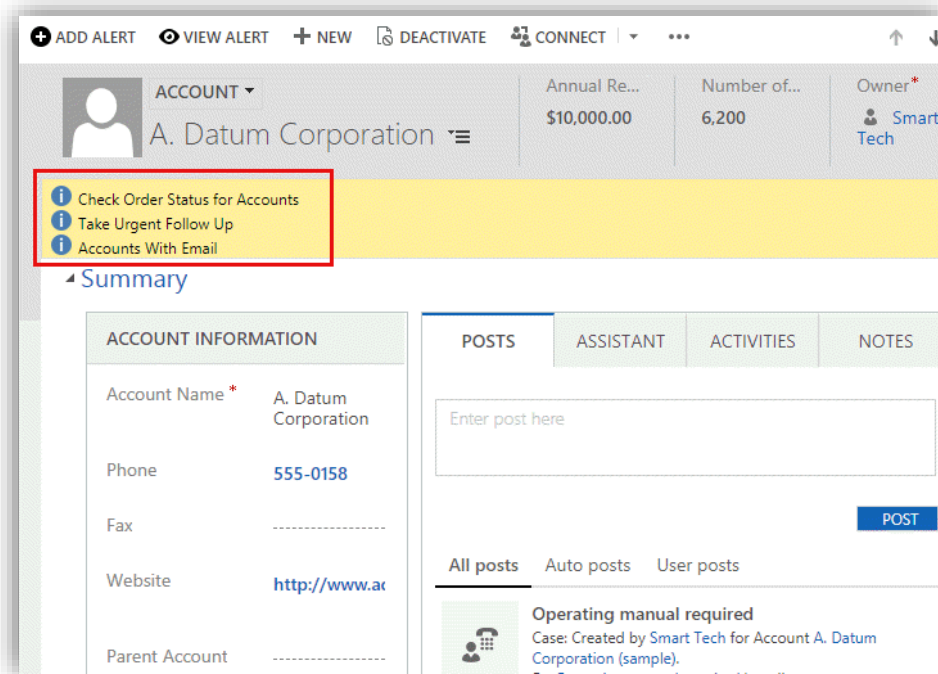 ADD ALERT VIEW ALERT NEW DEACTIVATE CONNECT
ACCOUNT
A. Datum Corporation
Annual Re...
$10,000.00
Number of...
6,200
Owner*
Smart
Tech
Check Order Status for Accounts
Take Urgent Follow Up
Accounts With Email
Summary
ACCOUNT INFORMATION
Account Name *
A. Datum
Corporation
Phone
555-0158
Fax
Website
http://www.ad
Parent Account
POSTS ASSISTANT ACTIVITIES NOTES
Enter post here
POST
All posts Auto posts User posts
Operating manual required
Case: Created by Smart Tech for Account A. Datum
Corporation (sample).